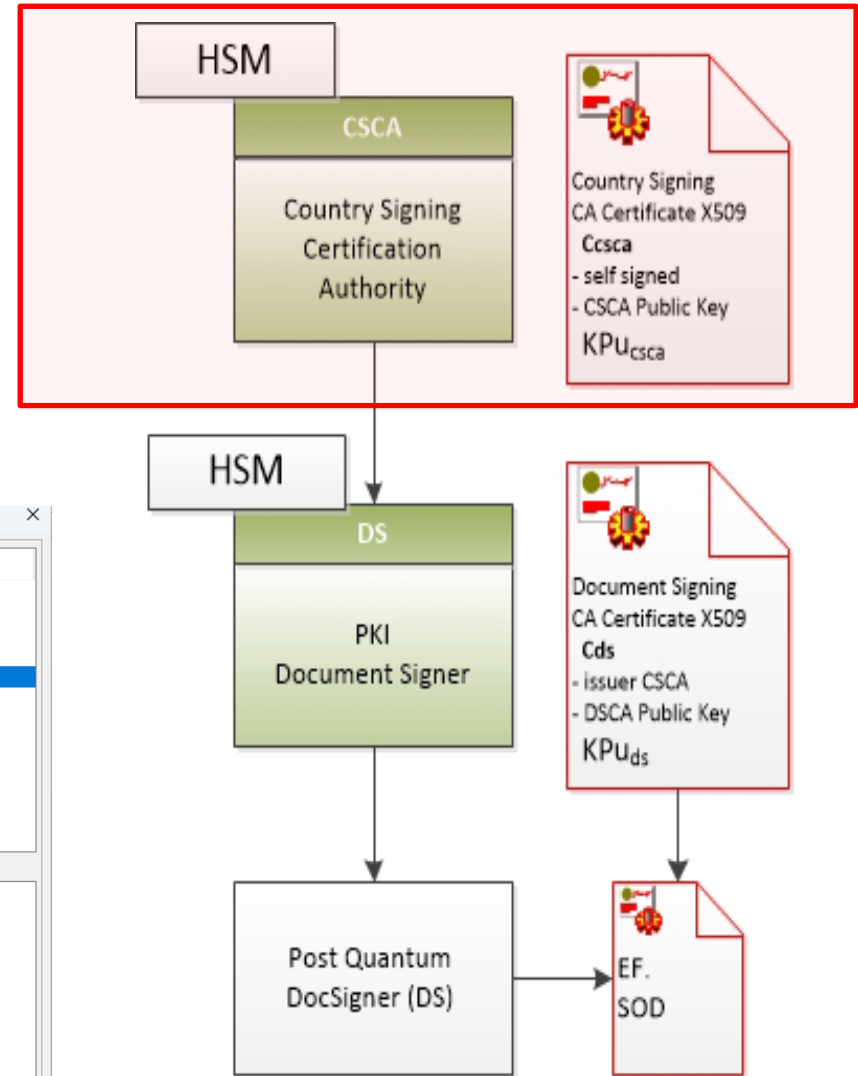 HSM
CSCA
Country Signing
Certification
Authority
Country Signing
CA Certificate X509
Ccsca
- self signed
- CSCA Public Key
KPucsca
HSM
DS
PKI
Document Signer
Document Signing
CA Certificate X509
Cds
- issuer CSCA
- DSCA Public Key
KPuds
Post Quantum
DocSigner (DS)
EF.
SOD